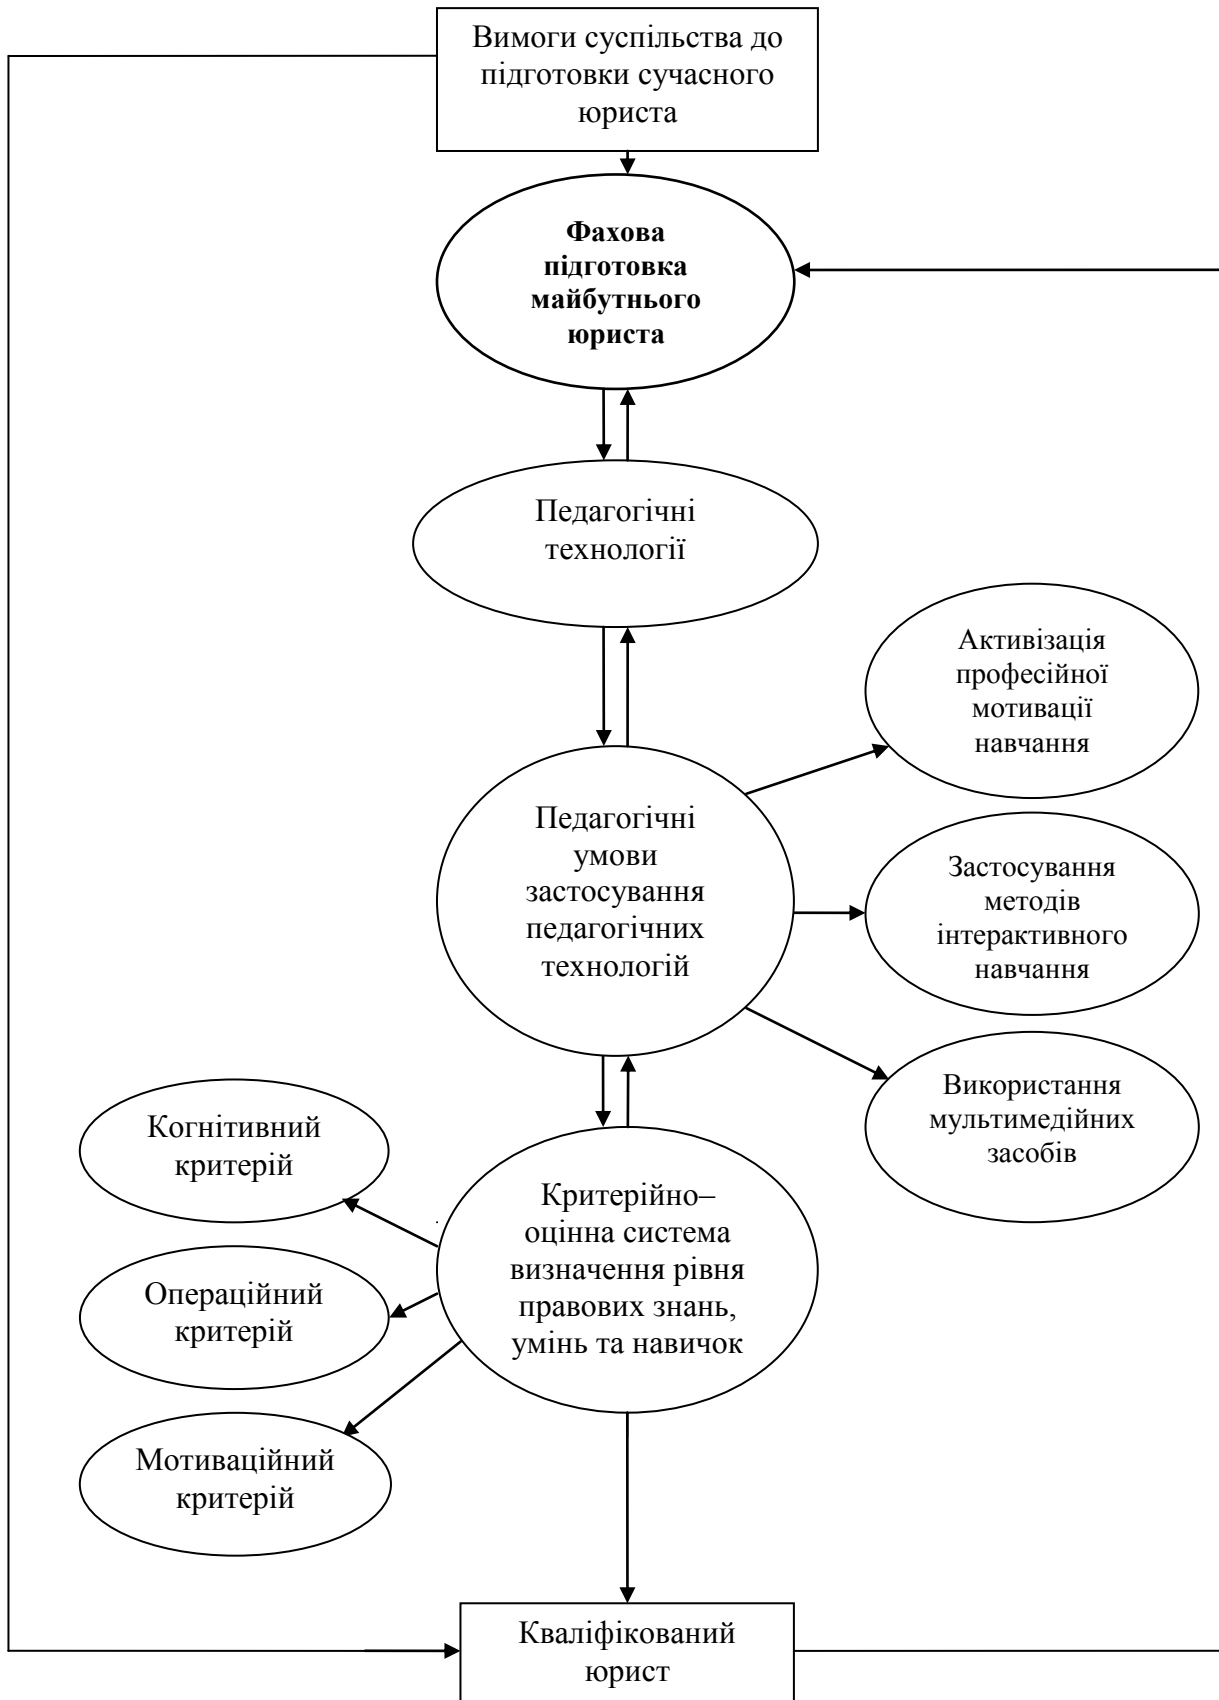 Вимоги суспільства до
підготовки сучасного
юриста
Фахова
підготовка
майбутнього
юриста
Педагогічні
технології
Активізація
професійної
мотивації
навчання
Педагогічні
умови
застосування
педагогічних
технологій
Застосування
методів
інтерактивного
навчання
Використання
мультимедійних
засобів
Когнітивний
критерій
Критерійно–
оцінна система
визначення рівня
правових знань,
умінь та навичок
Операційний
критерій
Мотиваційний
критерій
Кваліфікований
юрист